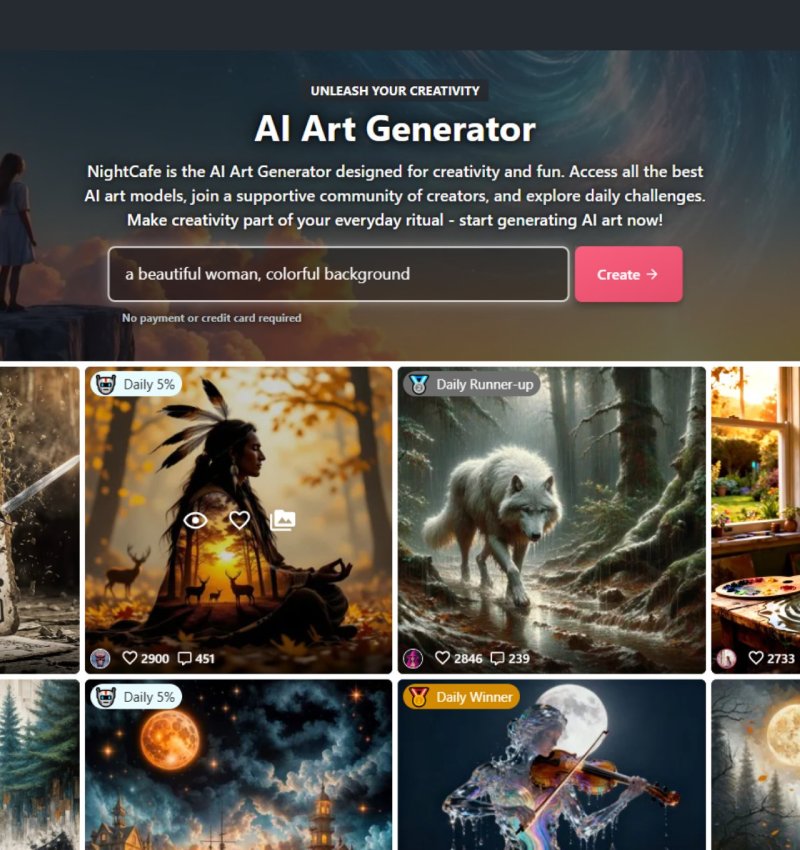 UNLEASH YOUR CREATIVITY
AI Art Generator
NightCafe is the AI Art Generator designed for creativity and fun. Access all the best
AI art models, join a supportive community of creators, and explore daily challenges.
Make creativity part of your everyday ritual - start generating AI art now!
a beautiful woman, colorful background
Create →
No payment or credit card required
Daily 5%
Daily Runner-up
2900 451
2846 239
2733
Daily 5%
Daily Winner